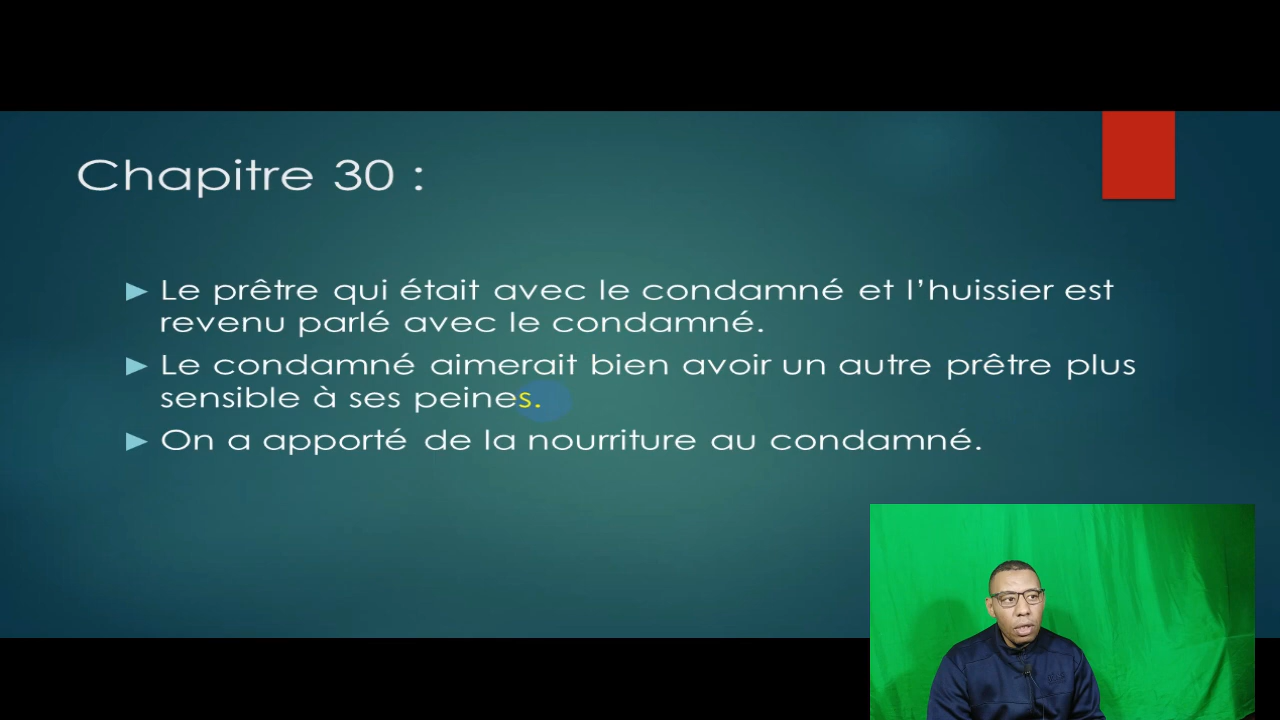 Chapitre 30 :
Le prêtre qui était avec le condamné et l’huissier est
revenu parlé avec le condamné.
Le condamné aimerait bien avoir un autre prêtre plus
sensible à ses peines.
On a apporté de la nourriture au condamné.